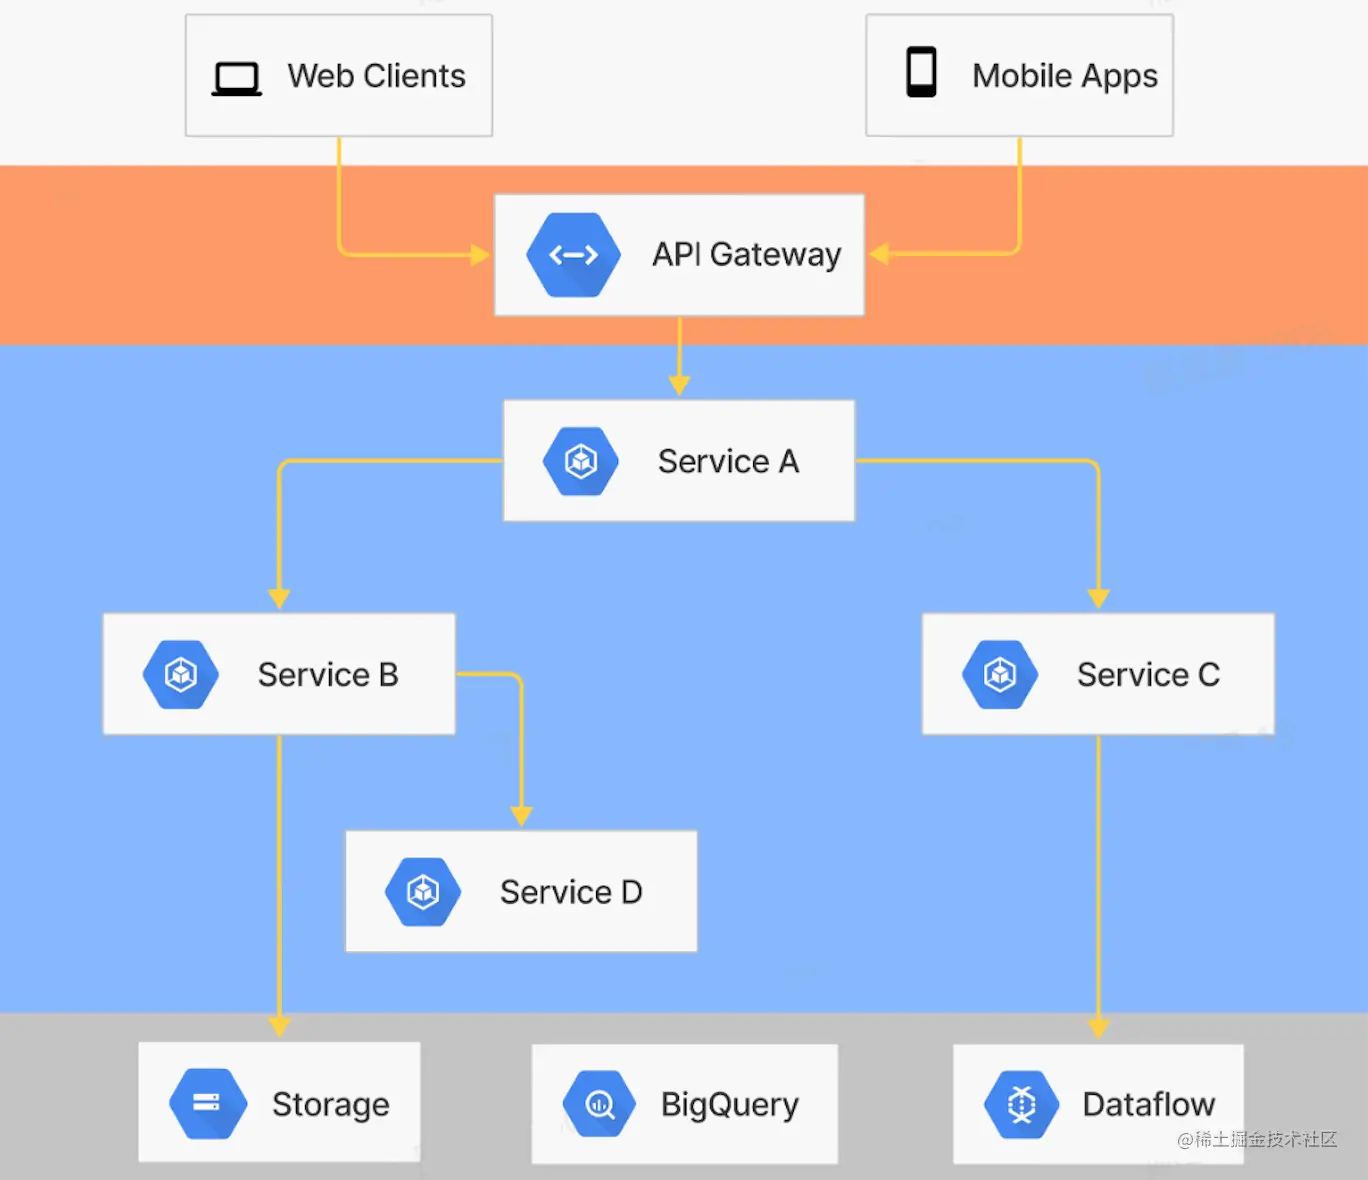 Web Clients
Mobile Apps
API Gateway
Service A
Service B
Service C
Service D
Storage
BigQuery
Dataflow
@稀土掘金技术社区